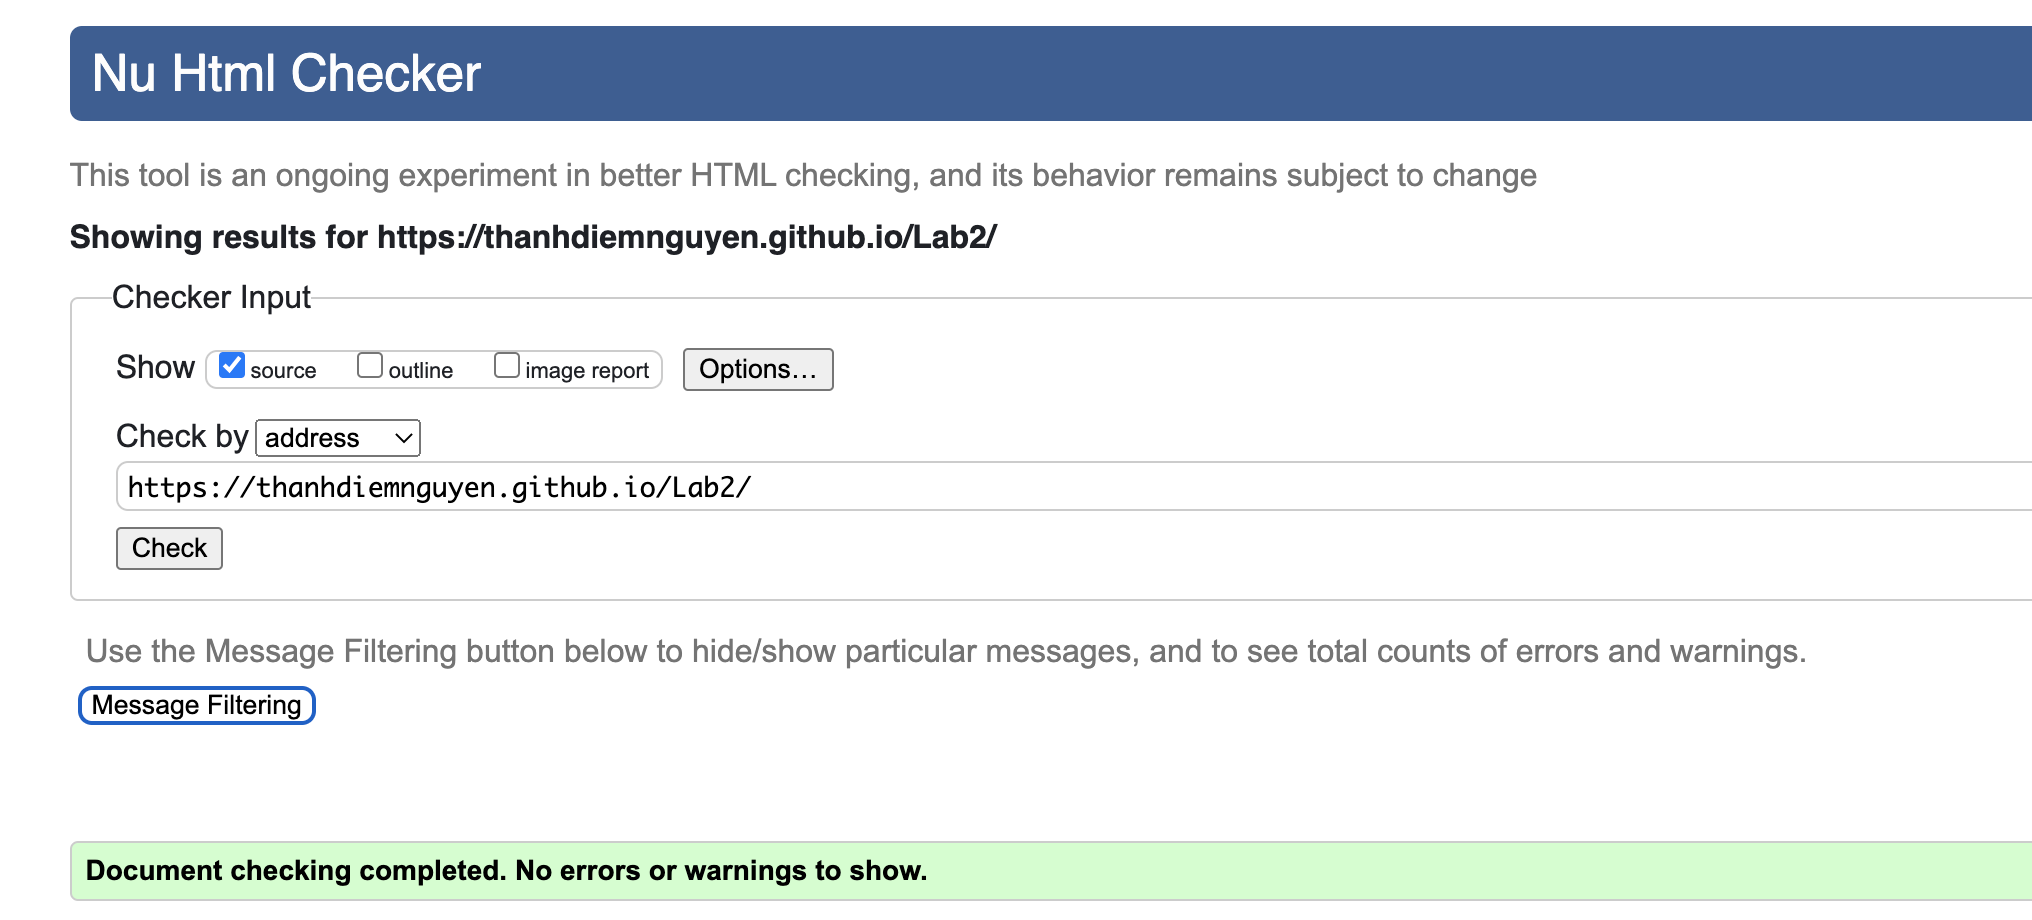 Nu Html Checker
This tool is an ongoing experiment in better HTML checking, and its behavior remains subject to change
Showing results for https://thanhdiemnguyen.github.io/Lab2/
Checker Input
Show source outline image report Options…
Check by address
https://thanhdiemnguyen.github.io/Lab2/
Check
Use the Message Filtering button below to hide/show particular messages, and to see total counts of errors and warnings.
Message Filtering
Document checking completed. No errors or warnings to show.